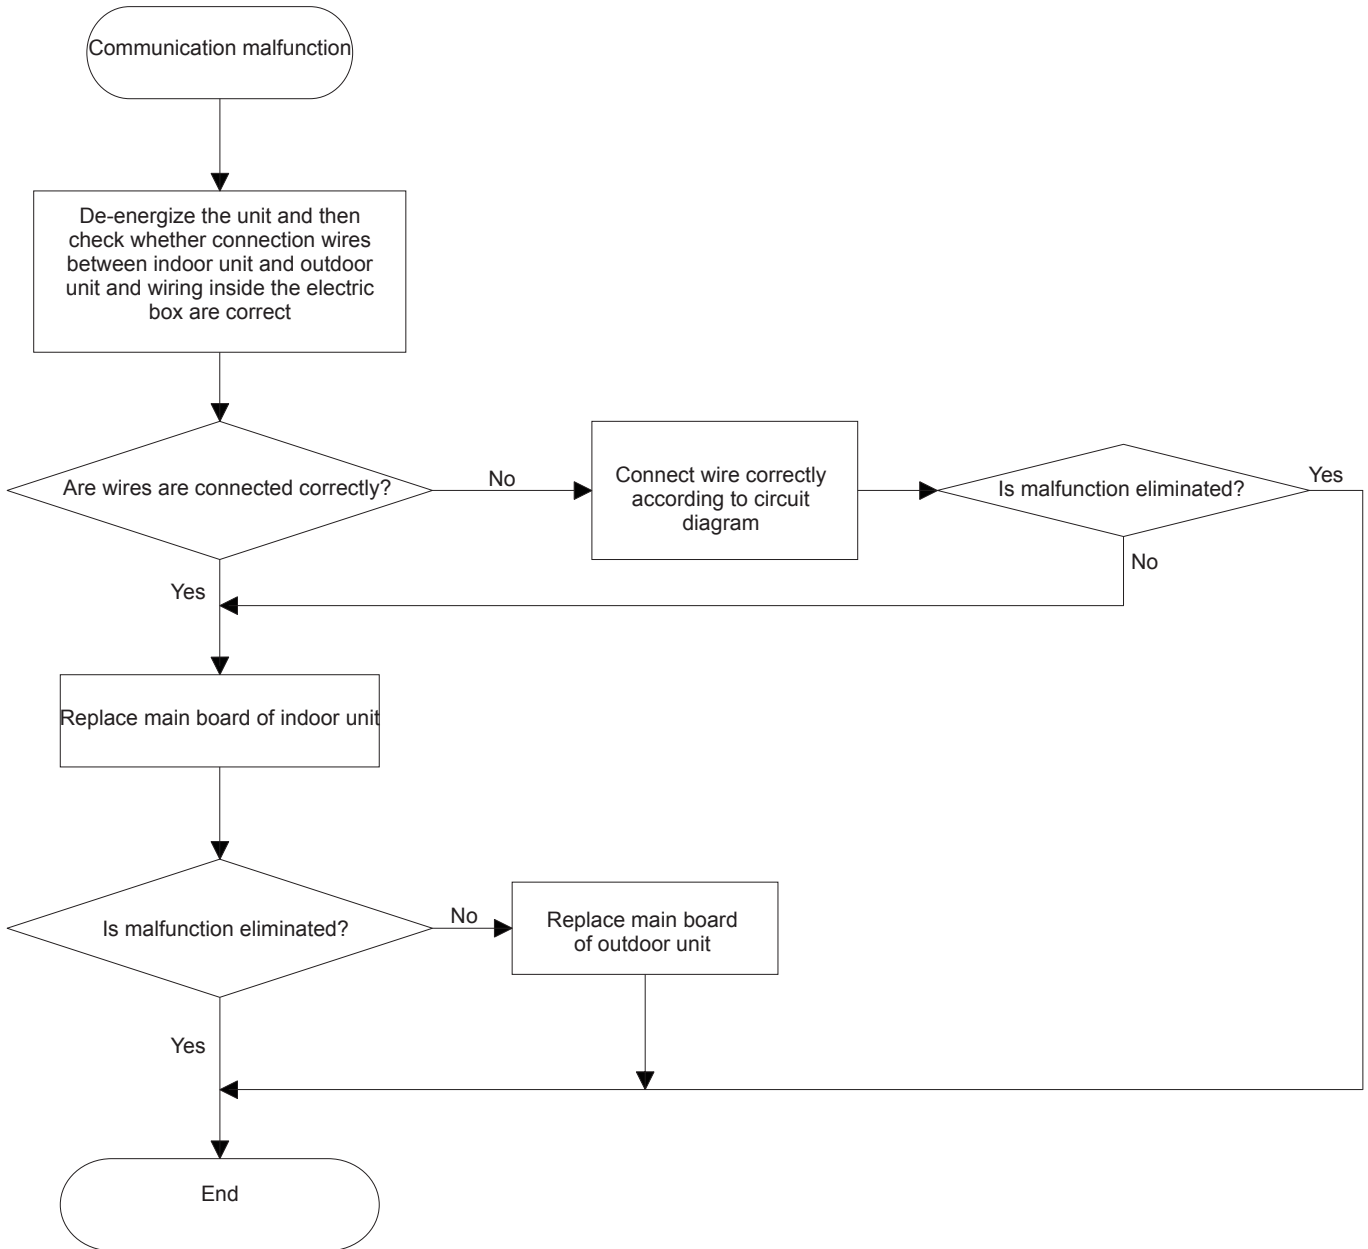 Communication malfunction
De-energize the unit and then
check whether connection wires
between indoor unit and outdoor
unit and wiring inside the electric
box are correct
Are wires are connected correctly?
No
Connect wire correctly
according to circuit
diagram
Is malfunction eliminated?
Yes
No
Yes
Replace main board of indoor unit
Is malfunction eliminated?
No
Replace main board
of outdoor unit
Yes
End